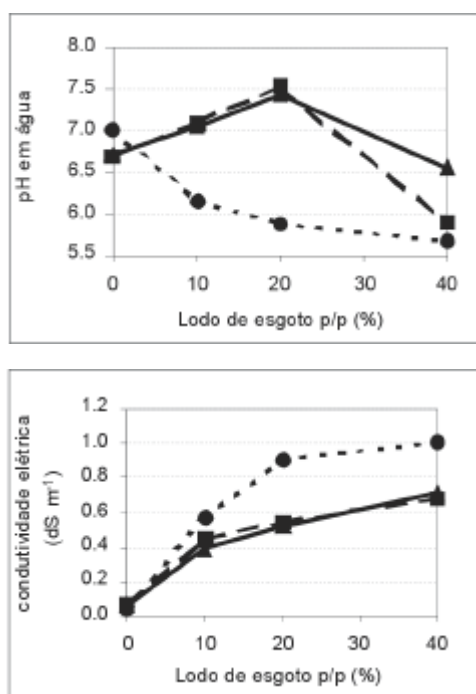 8.0
7.5
7.0
6.5
6.0
5.5
pH em água
0 10 20 30 40
Lodo de esgoto p/p (%)
1.2
1.0
0.8
0.6
0.4
0.2
0.0
condutividade elétrica
(dS m⁻¹)
0 10 20 30 40
Lodo de esgoto p/p (%)